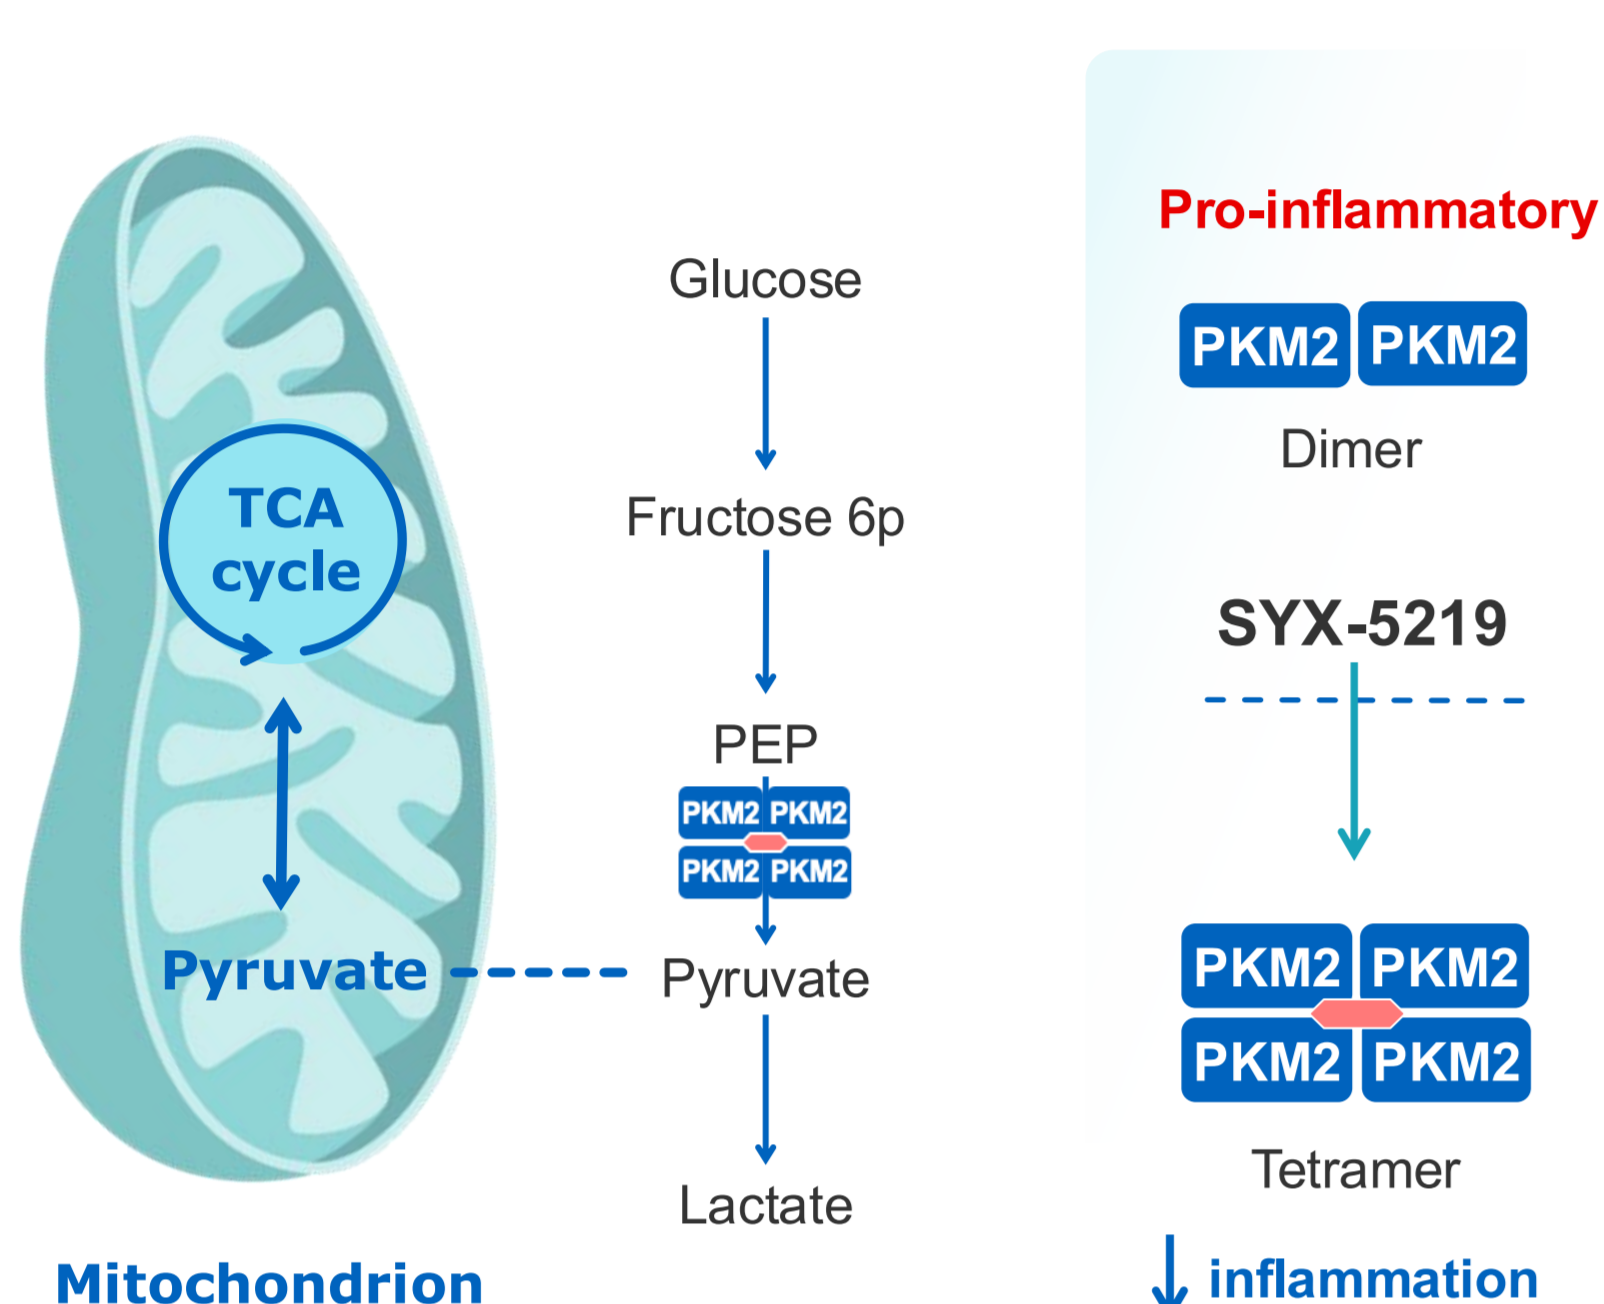 TCA
cycle
Pyruvate
Mitochondrion
Glucose
Fructose 6p
PEP
PKM2 PKM2
PKM2 PKM2
Pyruvate
Lactate
Pro-inflammatory
PKM2 PKM2
Dimer
SYX-5219
PKM2 PKM2
PKM2 PKM2
Tetramer
inflammation